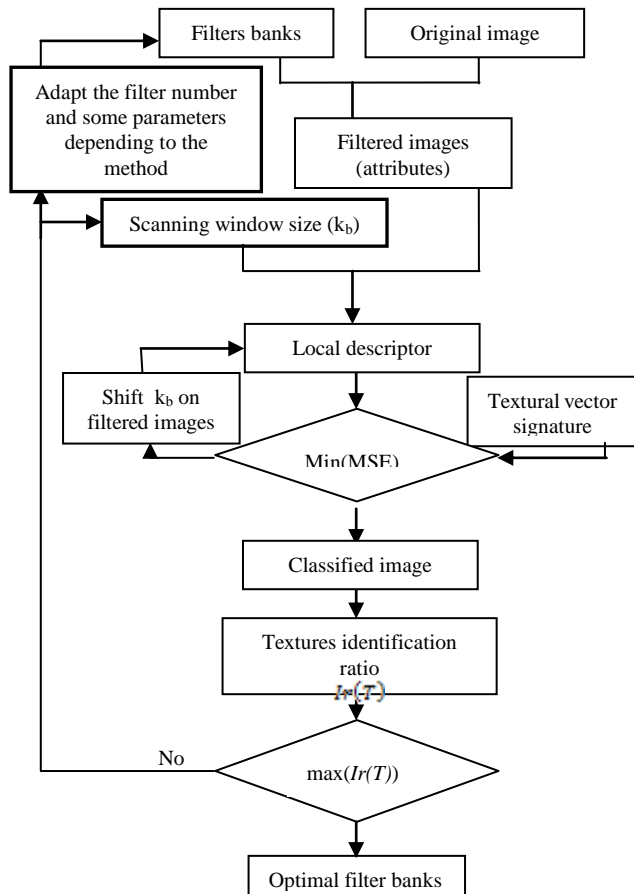 Filters banks
Original image
Adapt the filter number
and some parameters
depending to the
method
Filtered images
(attributes)
Scanning window size (k_b)
Local descriptor
Shift k_b on
filtered images
Textural vector
signature
Min(MSE)
Classified image
Textures identification
ratio
Ir(T)
No
max(Ir(T))
Optimal filter banks